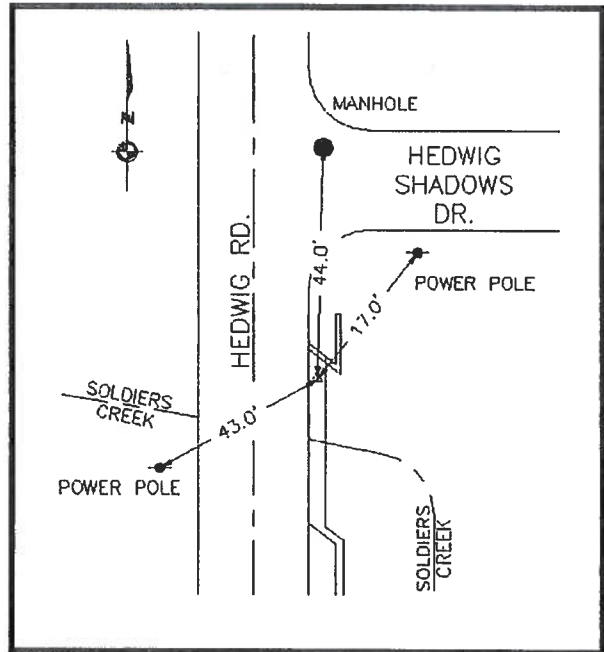 N
MANHOLE
HEDWIG
SHADOWS
DR.
HEDWIG RD.
44.0'
POWER POLE
17.0'
SOLDIERS
CREEK
43.0'
POWER POLE
SOLDIERS
CREEK